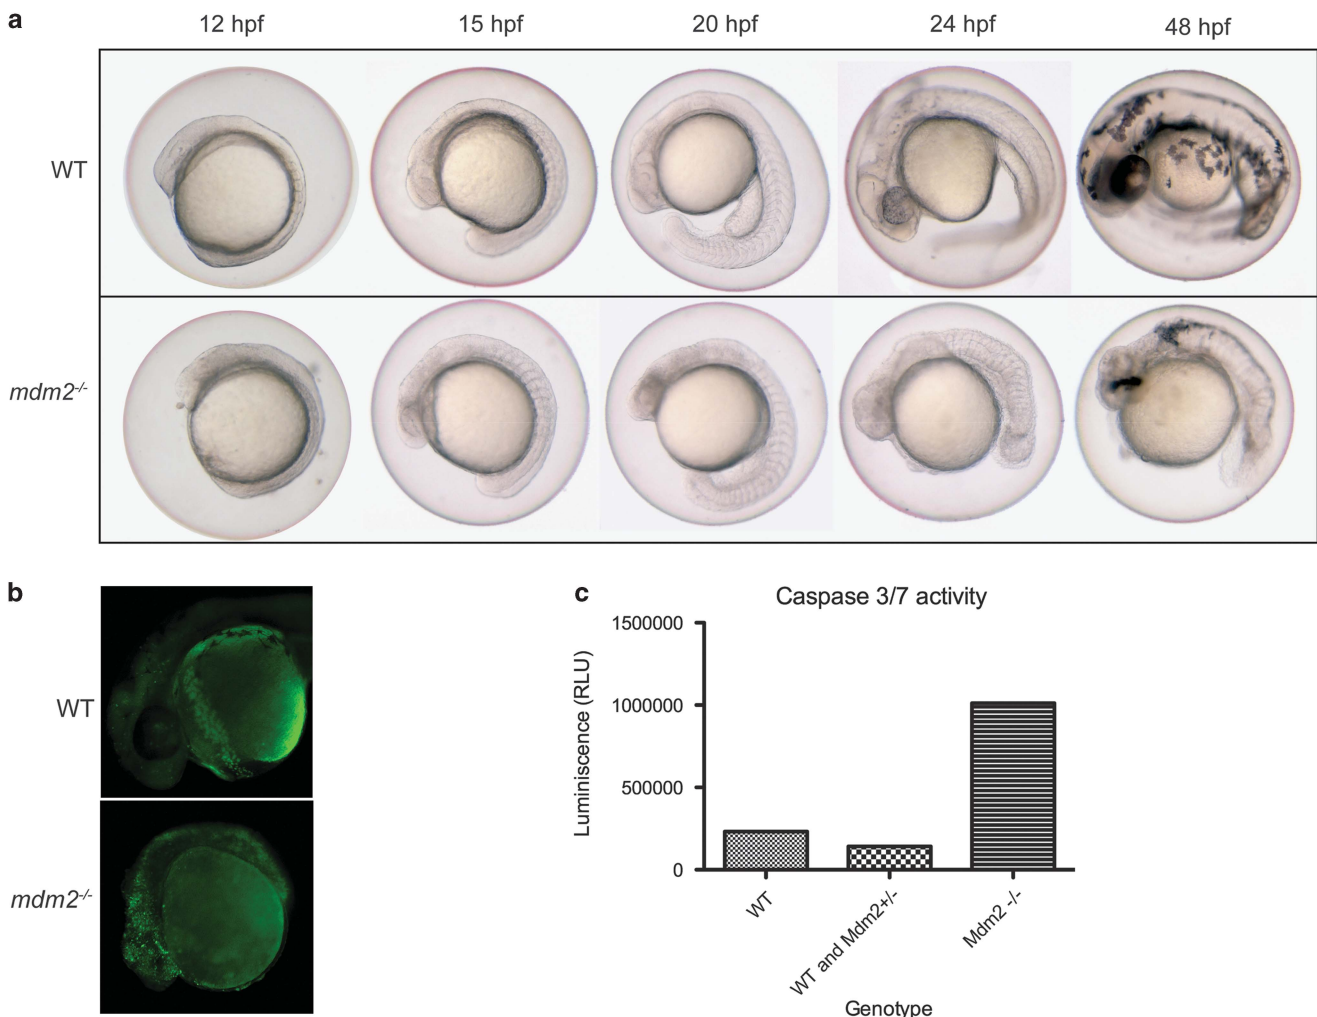 a
12 hpf 15 hpf 20 hpf 24 hpf 48 hpf
WT
mdm2-/-
b
WT
mdm2-/-
c
Caspase 3/7 activity
Luminiscence (RLU)
1500000
1000000
500000
0
WT
WT and Mdm2+/-
Mdm2 -/-
Genotype